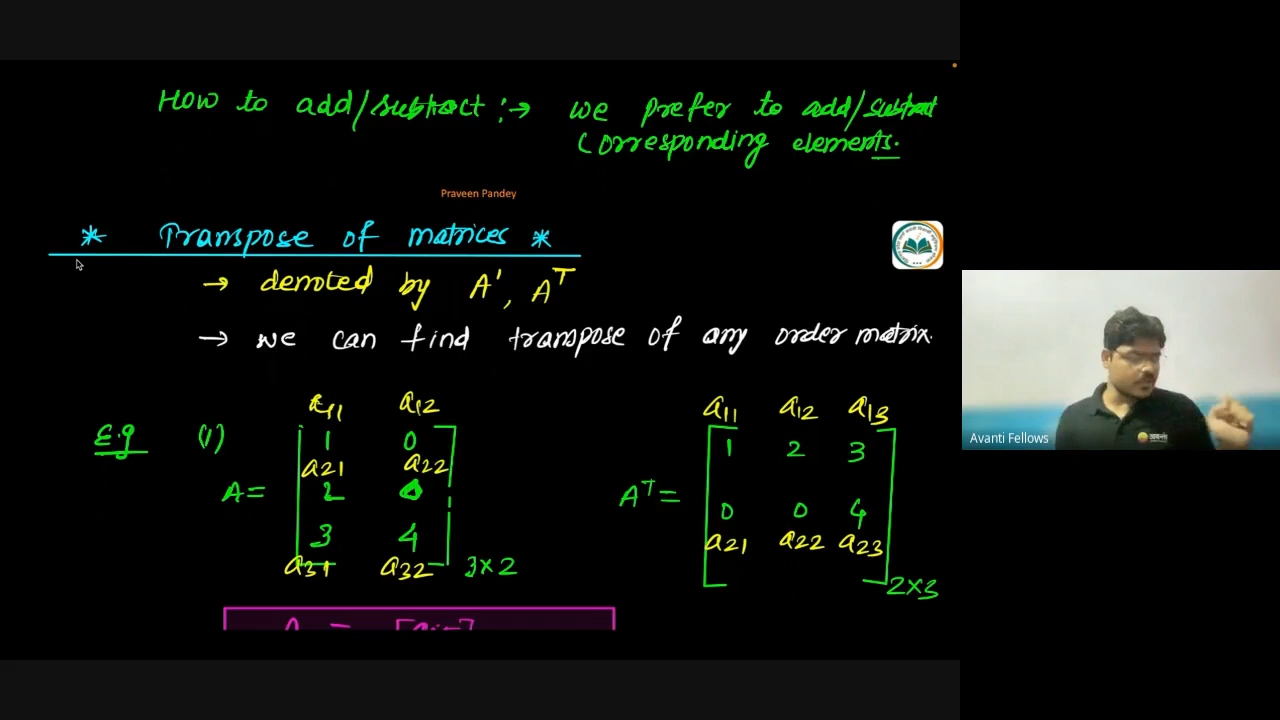 How to add/subtract :→ we prefer to add/subtract
corresponding elements.
Praveen Pandey
* Transpose of matrices *
→ denoted by A', Aᵀ
→ we can find transpose of any order matrix.
a11 a12
E.g (1) 1 0
a21 a22
A = 2 0
3 4
a31 a32 3×2
a11 a12 a13
1 2 3
Aᵀ =
0 0 4
a21 a22 a23
2×3
Avanti Fellows